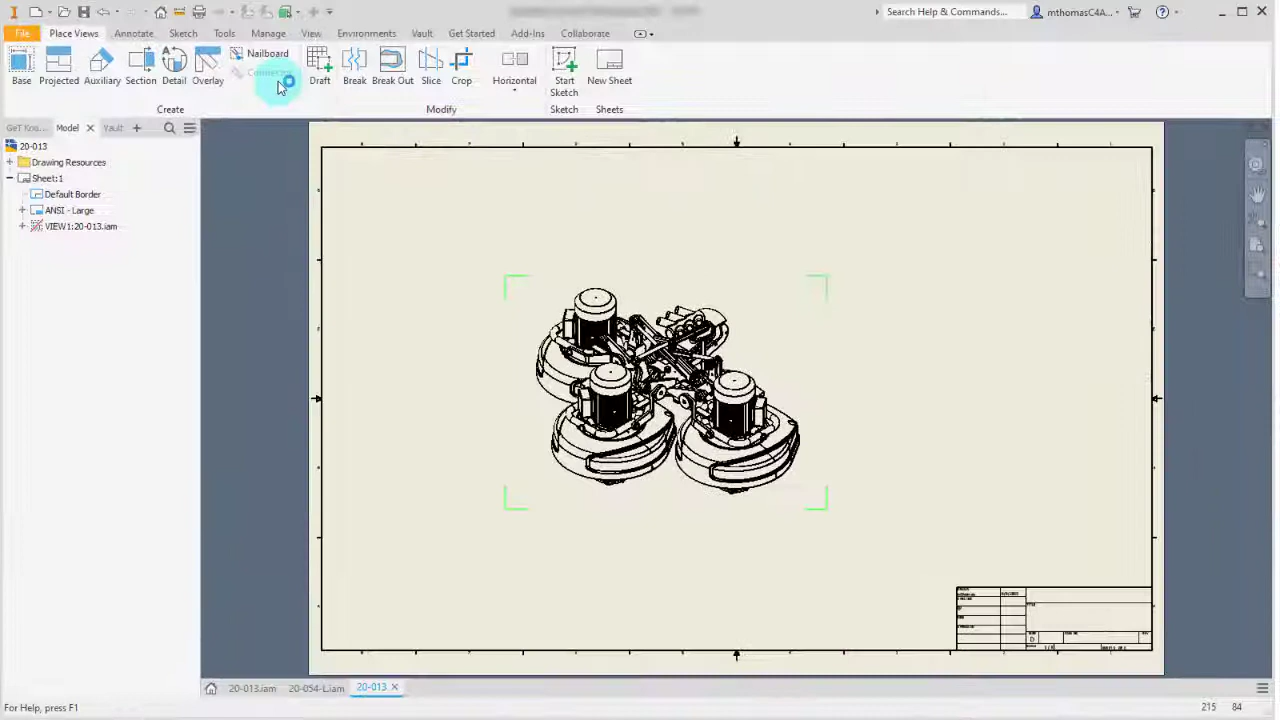 Search Help & Commands...
mthomasC4A...
File
Place Views
Annotate
Sketch
Tools
Manage
View
Environments
Vault
Get Started
Add-Ins
Collaborate
Base
Projected
Auxiliary
Section
Detail
Overlay
Nailboard
Connector
Draft
Break
Break Out
Slice
Crop
Horizontal
Start
Sketch
New Sheet
Create
Modify
Sketch
Sheets
Model
Vault
20-013
Drawing Resources
Sheet:1
Default Border
ANSI - Large
VIEW1:20-013.iam
D
20-013.iam
20-054-L.iam
20-013
For Help, press F1
215
84